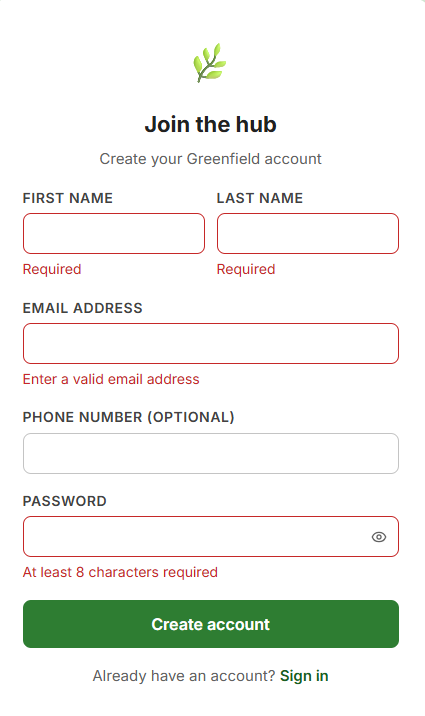 Join the hub
Create your Greenfield account
FIRST NAME LAST NAME
Required Required
EMAIL ADDRESS
Enter a valid email address
PHONE NUMBER (OPTIONAL)
PASSWORD
At least 8 characters required
Create account
Already have an account? Sign in